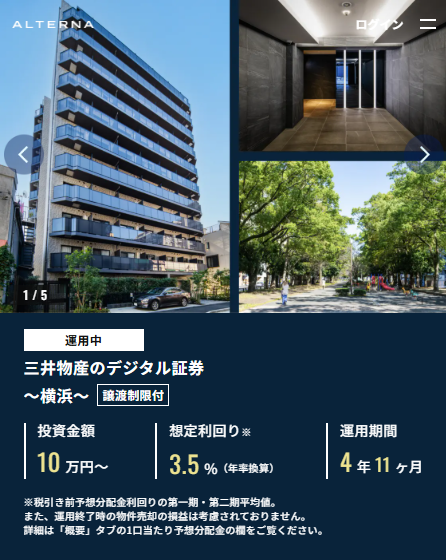 ALTERNA
ログイン
1 / 5
運用中
三井物産のデジタル証券
〜横浜〜 譲渡制限付
投資金額 想定利回り※ 運用期間
10 万円〜 3.5 % （年率換算） 4 年 11 ヶ月
※税引き前予想分配金利回りの第一期・第二期平均値。
また、運用終了時の物件売却の損益は考慮されておりません。
詳細は「概要」タブの1口当たり予想分配金の欄をご覧ください。